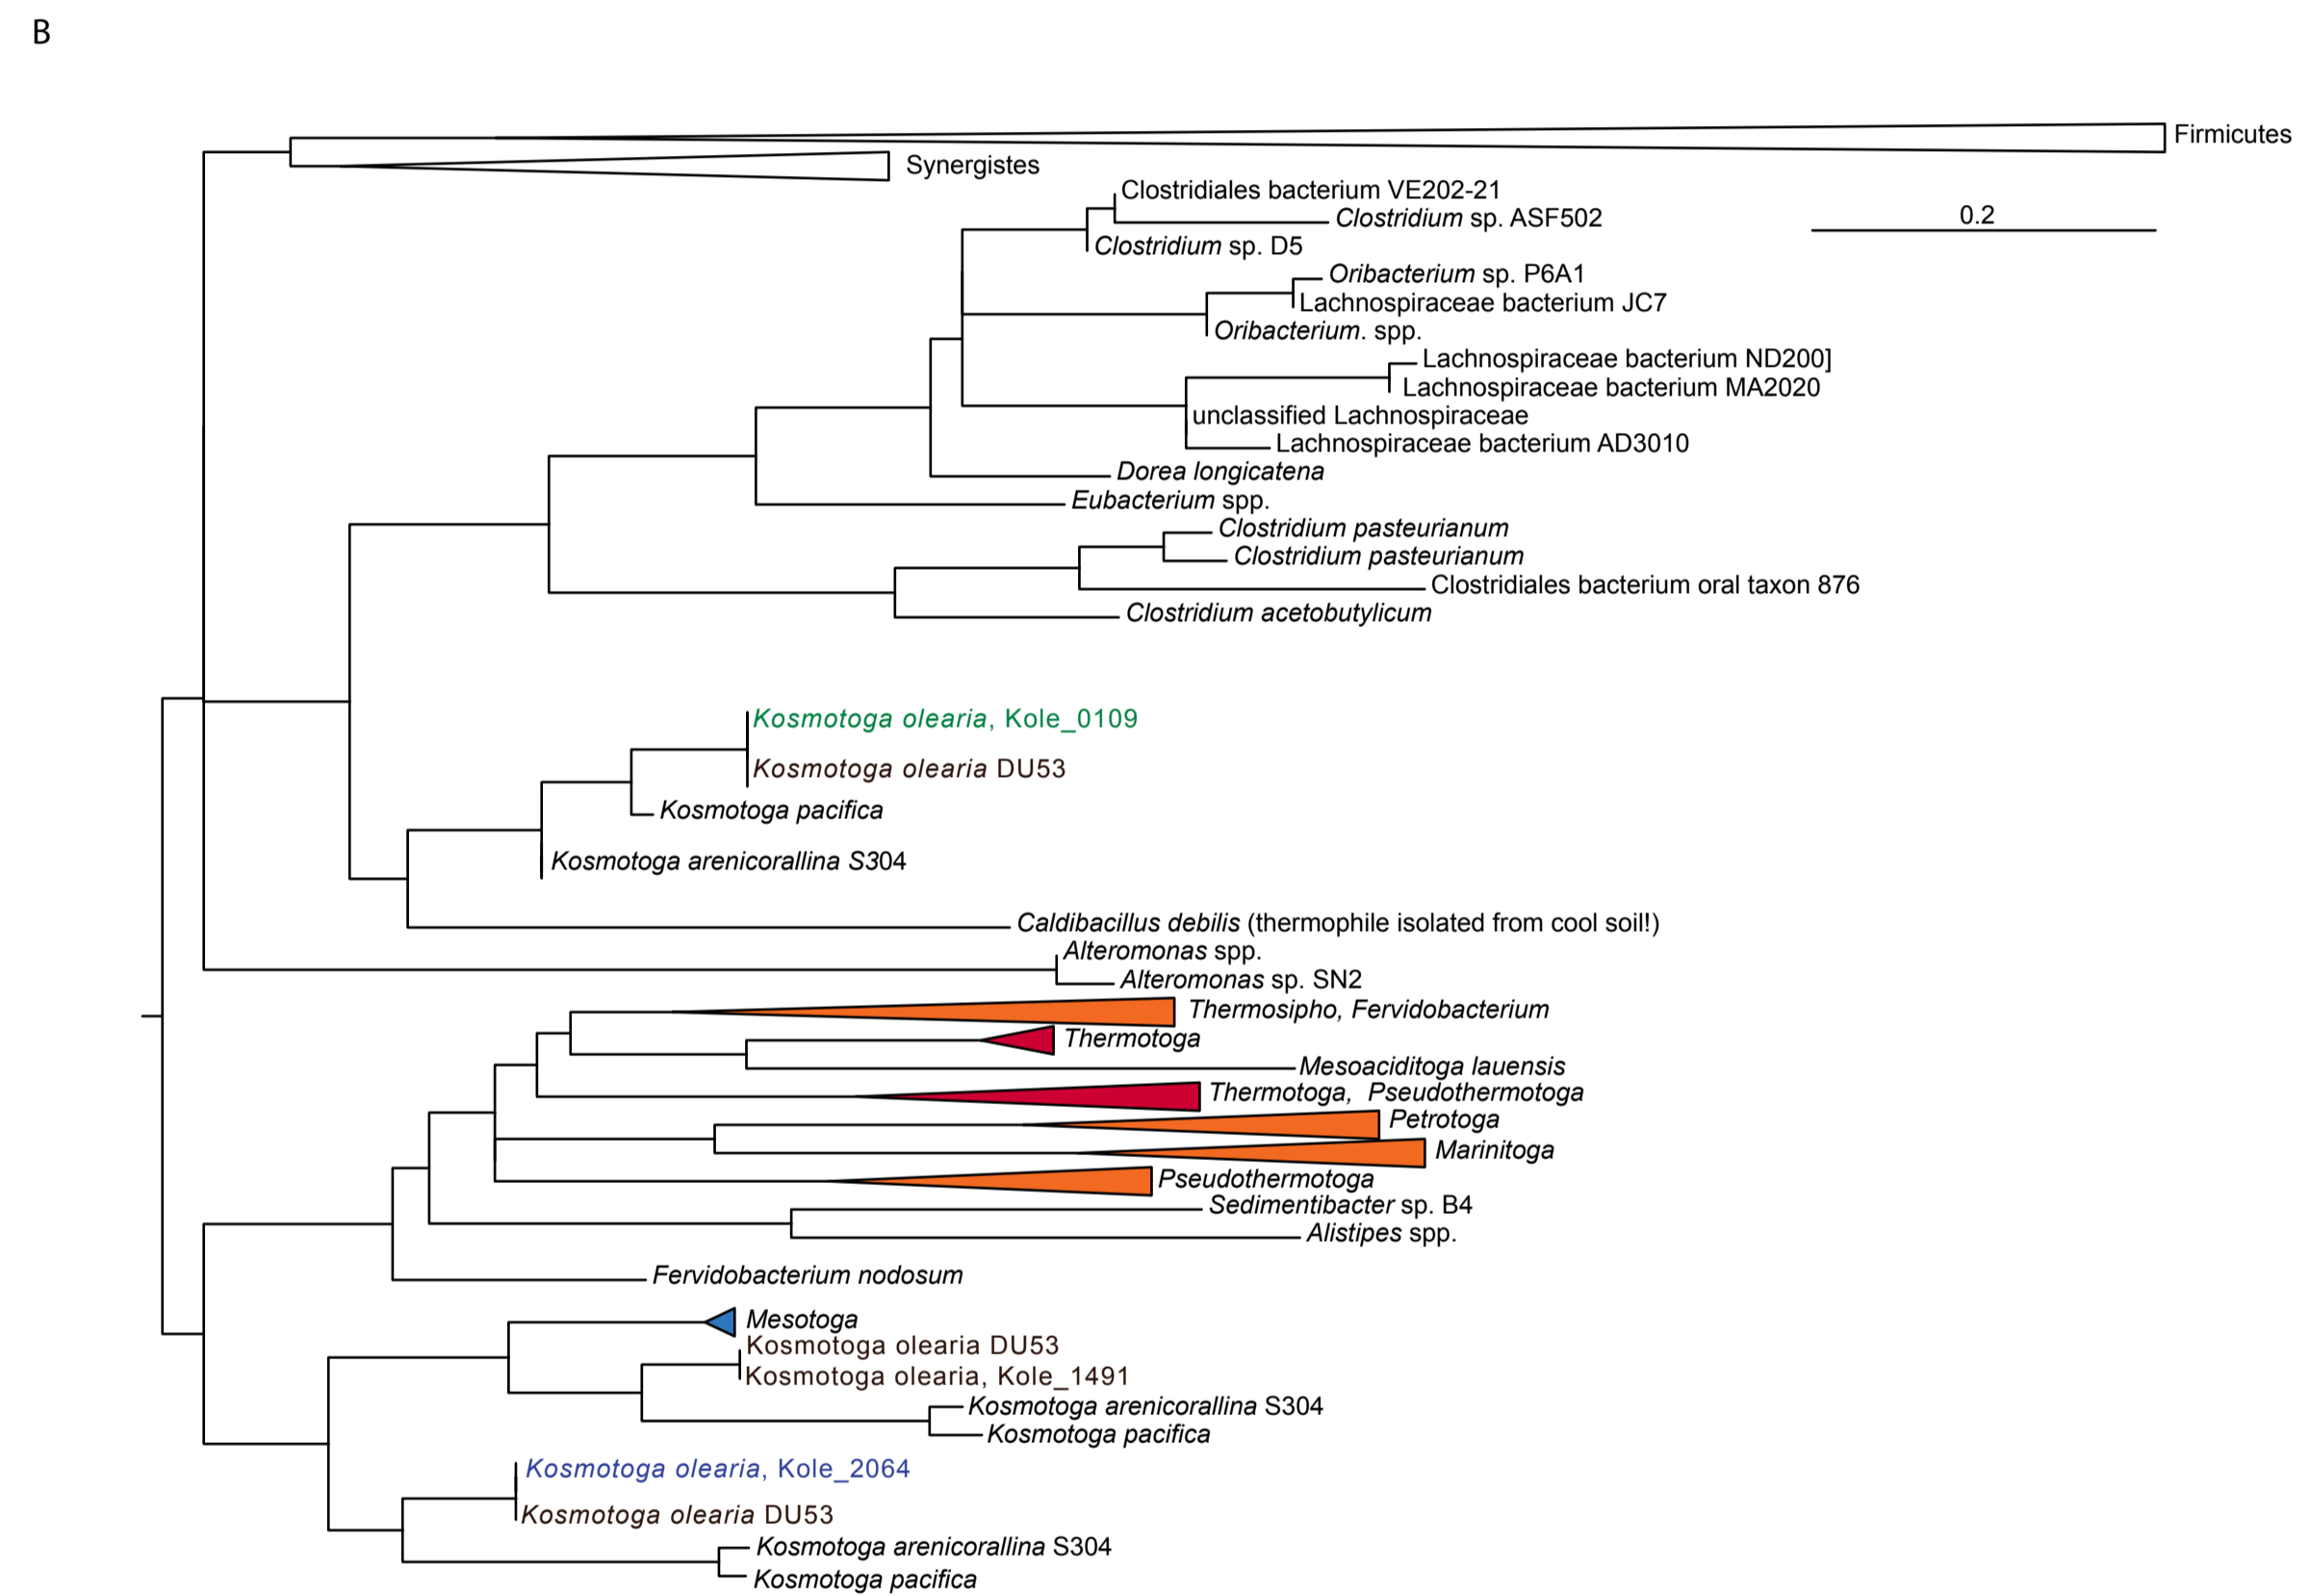 B
Firmicutes
Synergistes
Clostridiales bacterium VE202-21
0.2
Clostridium sp. ASF502
Clostridium sp. D5
Oribacterium sp. P6A1
Lachnospiraceae bacterium JC7
Oribacterium. spp.
Lachnospiraceae bacterium ND200]
Lachnospiraceae bacterium MA2020
unclassified Lachnospiraceae
Lachnospiraceae bacterium AD3010
Dorea longicatena
Eubacterium spp.
Clostridium pasteurianum
Clostridium pasteurianum
Clostridiales bacterium oral taxon 876
Clostridium acetobutylicum
Kosmotoga olearia, Kole_0109
Kosmotoga olearia DU53
Kosmotoga pacifica
Kosmotoga arenicorallina S304
Caldibacillus debilis (thermophile isolated from cool soil!)
Alteromonas spp.
Alteromonas sp. SN2
Thermosipho, Fervidobacterium
Thermotoga
Mesoaciditoga lauensis
Thermotoga, Pseudothermotoga
Petrotoga
Marinitoga
Pseudothermotoga
Sedimentibacter sp. B4
Alistipes spp.
Fervidobacterium nodosum
Mesotoga
Kosmotoga olearia DU53
Kosmotoga olearia, Kole_1491
Kosmotoga arenicorallina S304
Kosmotoga pacifica
Kosmotoga olearia, Kole_2064
Kosmotoga olearia DU53
Kosmotoga arenicorallina S304
Kosmotoga pacifica